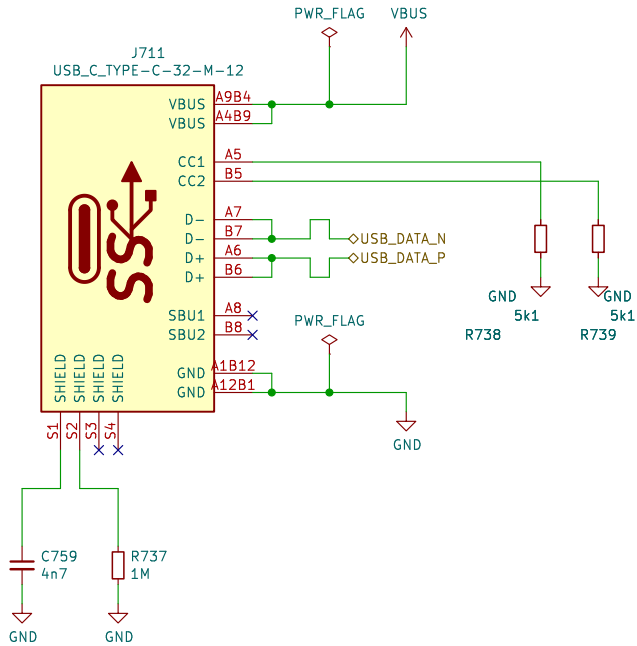 PWR_FLAG
VBUS
J711
USB_C_TYPE-C-32-M-12
VBUS A9B4
VBUS A4B9
CC1 A5
CC2 B5
D- A7
D- B7
USB_DATA_N
D+ A6
USB_DATA_P
D+ B6
SS
GND GND
5k1 5k1
R738 R739
SBU1 A8
SBU2 B8
PWR_FLAG
GND A1B12
GND A12B1
GND
SHIELD SHIELD SHIELD SHIELD
S1 S2 S3 S4
C759
4n7
R737
1M
GND GND